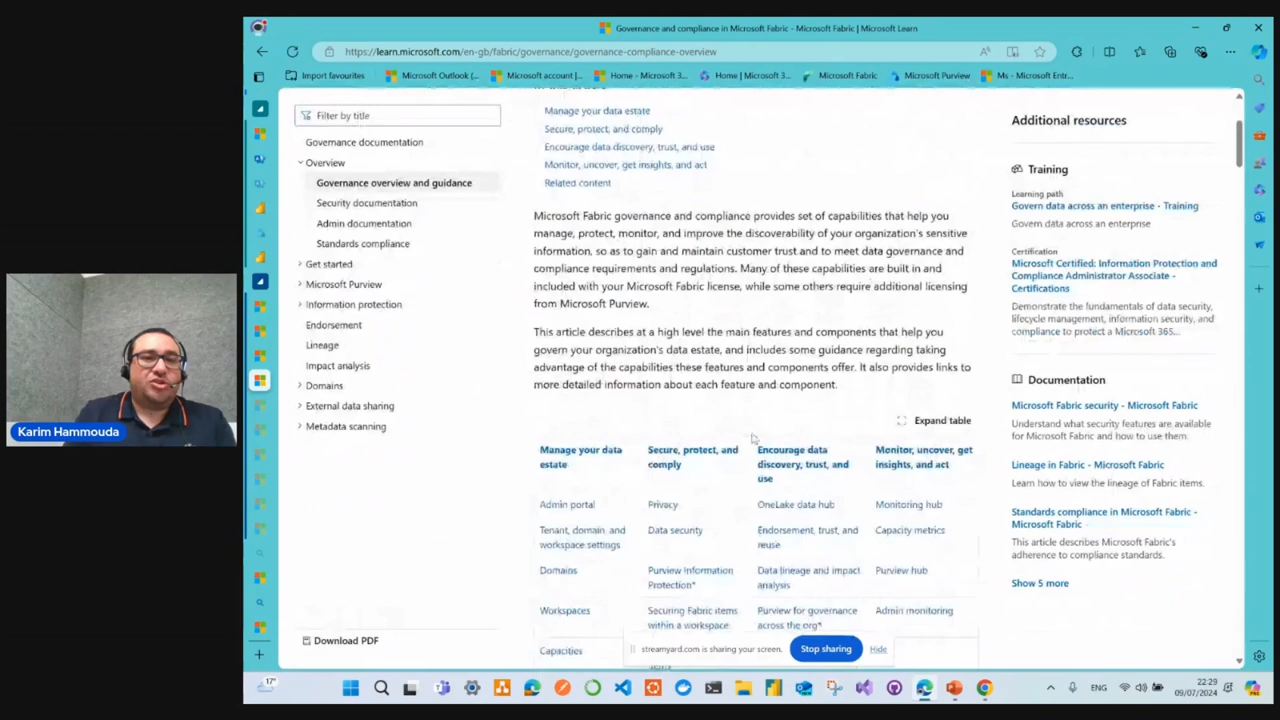 Governance and compliance in Microsoft Fabric - Microsoft Fabric | Microsoft Learn
https://learn.microsoft.com/en-gb/fabric/governance/governance-compliance-overview
Import favourites
Microsoft Outlook (...
Microsoft account |...
Home - Microsoft 3...
Home | Microsoft 3...
Microsoft Fabric
Microsoft Purview
Ms - Microsoft Entr...
Filter by title
Governance documentation
Overview
Governance overview and guidance
Security documentation
Admin documentation
Standards compliance
Get started
Microsoft Purview
Information protection
Endorsement
Lineage
Impact analysis
Domains
External data sharing
Metadata scanning
Download PDF
Manage your data estate
Secure, protect, and comply
Encourage data discovery, trust, and use
Monitor, uncover, get insights, and act
Related content
Microsoft Fabric governance and compliance provides set of capabilities that help you
manage, protect, monitor, and improve the discoverability of your organization's sensitive
information, so as to gain and maintain customer trust and to meet data governance and
compliance requirements and regulations. Many of these capabilities are built in and
included with your Microsoft Fabric license, while some others require additional licensing
from Microsoft Purview.
This article describes at a high level the main features and components that help you
govern your organization's data estate, and includes some guidance regarding taking
advantage of the capabilities these features and components offer. It also provides links to
more detailed information about each feature and component.
Expand table
Manage your data
estate
Secure, protect, and
comply
Encourage data
discovery, trust, and
use
Monitor, uncover, get
insights, and act
Admin portal
Privacy
OneLake data hub
Monitoring hub
Tenant, domain, and
workspace settings
Data security
Endorsement, trust, and
reuse
Capacity metrics
Domains
Purview Information
Protection*
Data lineage and impact
analysis
Purview hub
Workspaces
Securing Fabric items
within a workspace
Purview for governance
across the org*
Admin monitoring
Capacities
Additional resources
Training
Learning path
Govern data across an enterprise - Training
Govern data across an enterprise
Certification
Microsoft Certified: Information Protection and
Compliance Administrator Associate -
Certifications
Demonstrate the fundamentals of data security,
lifecycle management, information security, and
compliance to protect a Microsoft 365...
Documentation
Microsoft Fabric security - Microsoft Fabric
Understand what security features are available
for Microsoft Fabric and how to use them.
Lineage in Fabric - Microsoft Fabric
Learn how to view the lineage of Fabric items.
Standards compliance in Microsoft Fabric -
Microsoft Fabric
This article describes Microsoft Fabric's
adherence to compliance standards.
Show 5 more
streamyard.com is sharing your screen.
Stop sharing
Hide
Karim Hammouda
17°
ENG
22:29
09/07/2024